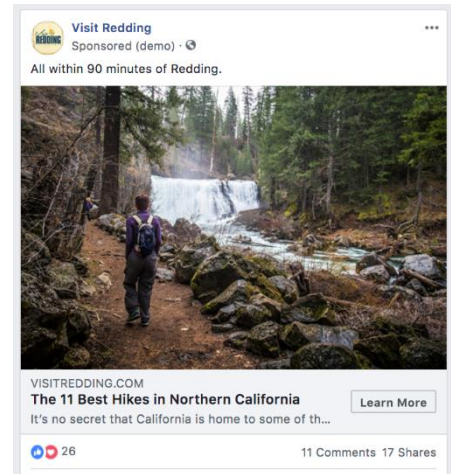 Visit Redding
REDDING
Sponsored (demo) ·
All within 90 minutes of Redding.
VISITREDDING.COM
The 11 Best Hikes in Northern California
Learn More
It's no secret that California is home to some of th...
26
11 Comments 17 Shares